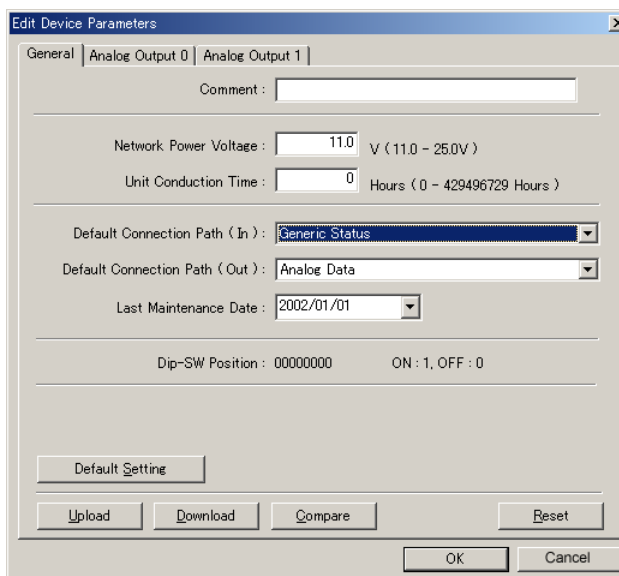 Edit Device Parameters
General Analog Output 0 Analog Output 1
Comment :
Network Power Voltage : 11.0 V ( 11.0 - 25.0V )
Unit Conduction Time : 0 Hours ( 0 - 429496729 Hours )
Default Connection Path ( In ) : Generic Status
Default Connection Path ( Out ) : Analog Data
Last Maintenance Date : 2002/01/01
Dip-SW Position : 00000000 ON : 1, OFF : 0
Default Setting
Upload Download Compare Reset
OK Cancel